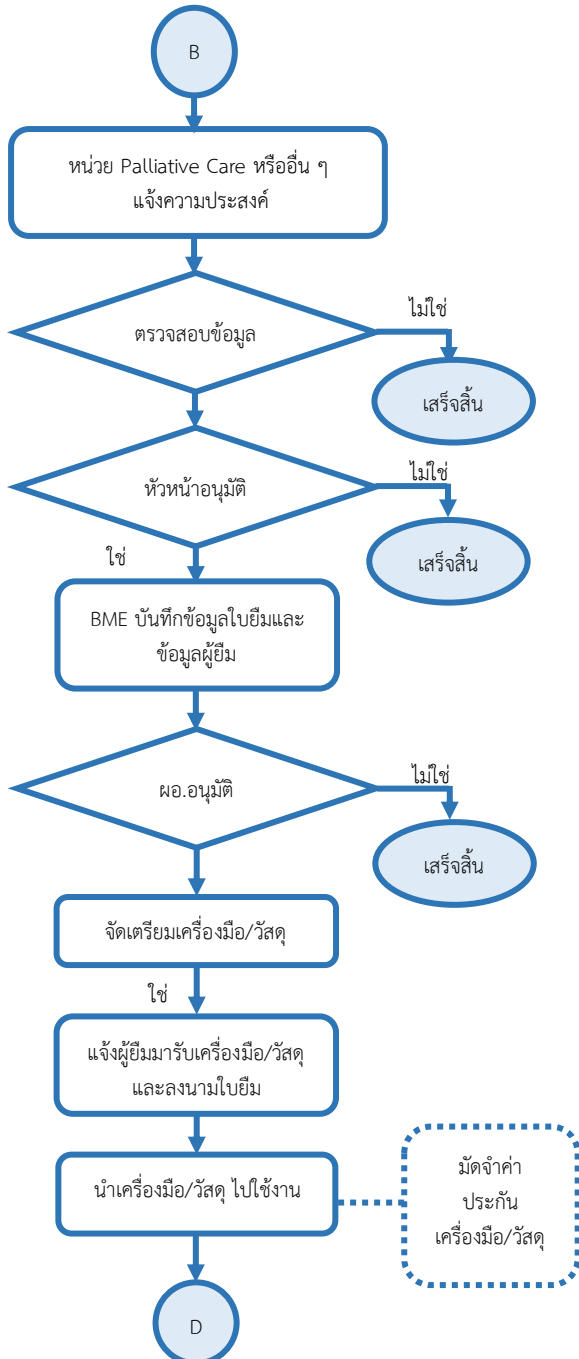 B
หน่วย Palliative Care หรืออื่น ๆ
แจ้งความประสงค์
ไม่ใช่
ตรวจสอบข้อมูล
เสร็จสิ้น
ไม่ใช่
หัวหน้าอนุมัติ
เสร็จสิ้น
ใช่
BME บันทึกข้อมูลใบยืมและ
ข้อมูลผู้ยืม
ไม่ใช่
ผอ.อนุมัติ
เสร็จสิ้น
จัดเตรียมเครื่องมือ/วัสดุ
ใช่
แจ้งผู้ยืมมารับเครื่องมือ/วัสดุ
และลงนามใบยืม
นำเครื่องมือ/วัสดุ ไปใช้งาน
มัดจำค่า
ประกัน
เครื่องมือ/วัสดุ
D